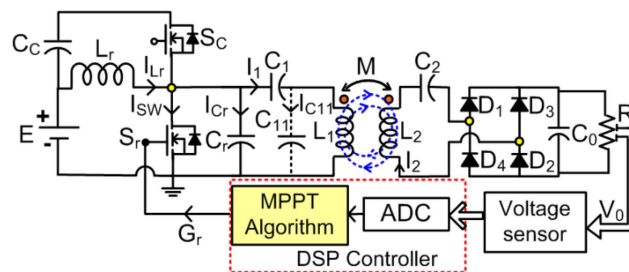 C_C
S_C
L_r
I_Lr
I_1
C_1
M
C_2
I_SW
I_Cr
I_C11
D_1
D_3
E
+
-
S_r
C_r
C_11
L_1
L_2
C_0
R
I_2
D_4
D_2
MPPT
Algorithm
ADC
Voltage
sensor
V_0
G_r
DSP Controller